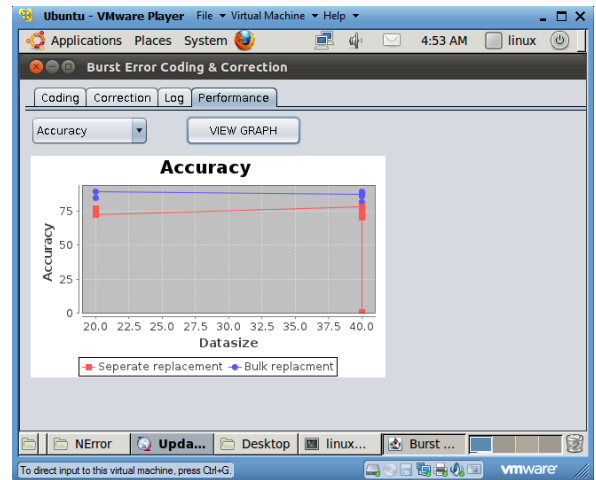 Ubuntu - VMware Player File Virtual Machine Help
Applications Places System 4:53 AM linux
Burst Error Coding & Correction
Coding Correction Log Performance
Accuracy VIEW GRAPH
Accuracy
Accuracy
75
50
25
0
20.0 22.5 25.0 27.5 30.0 32.5 35.0 37.5 40.0
Datasize
Seperate replacement Bulk replacment
NError Upda... Desktop linux... Burst ...
To direct input to this virtual machine, press Ctrl+G. vmware